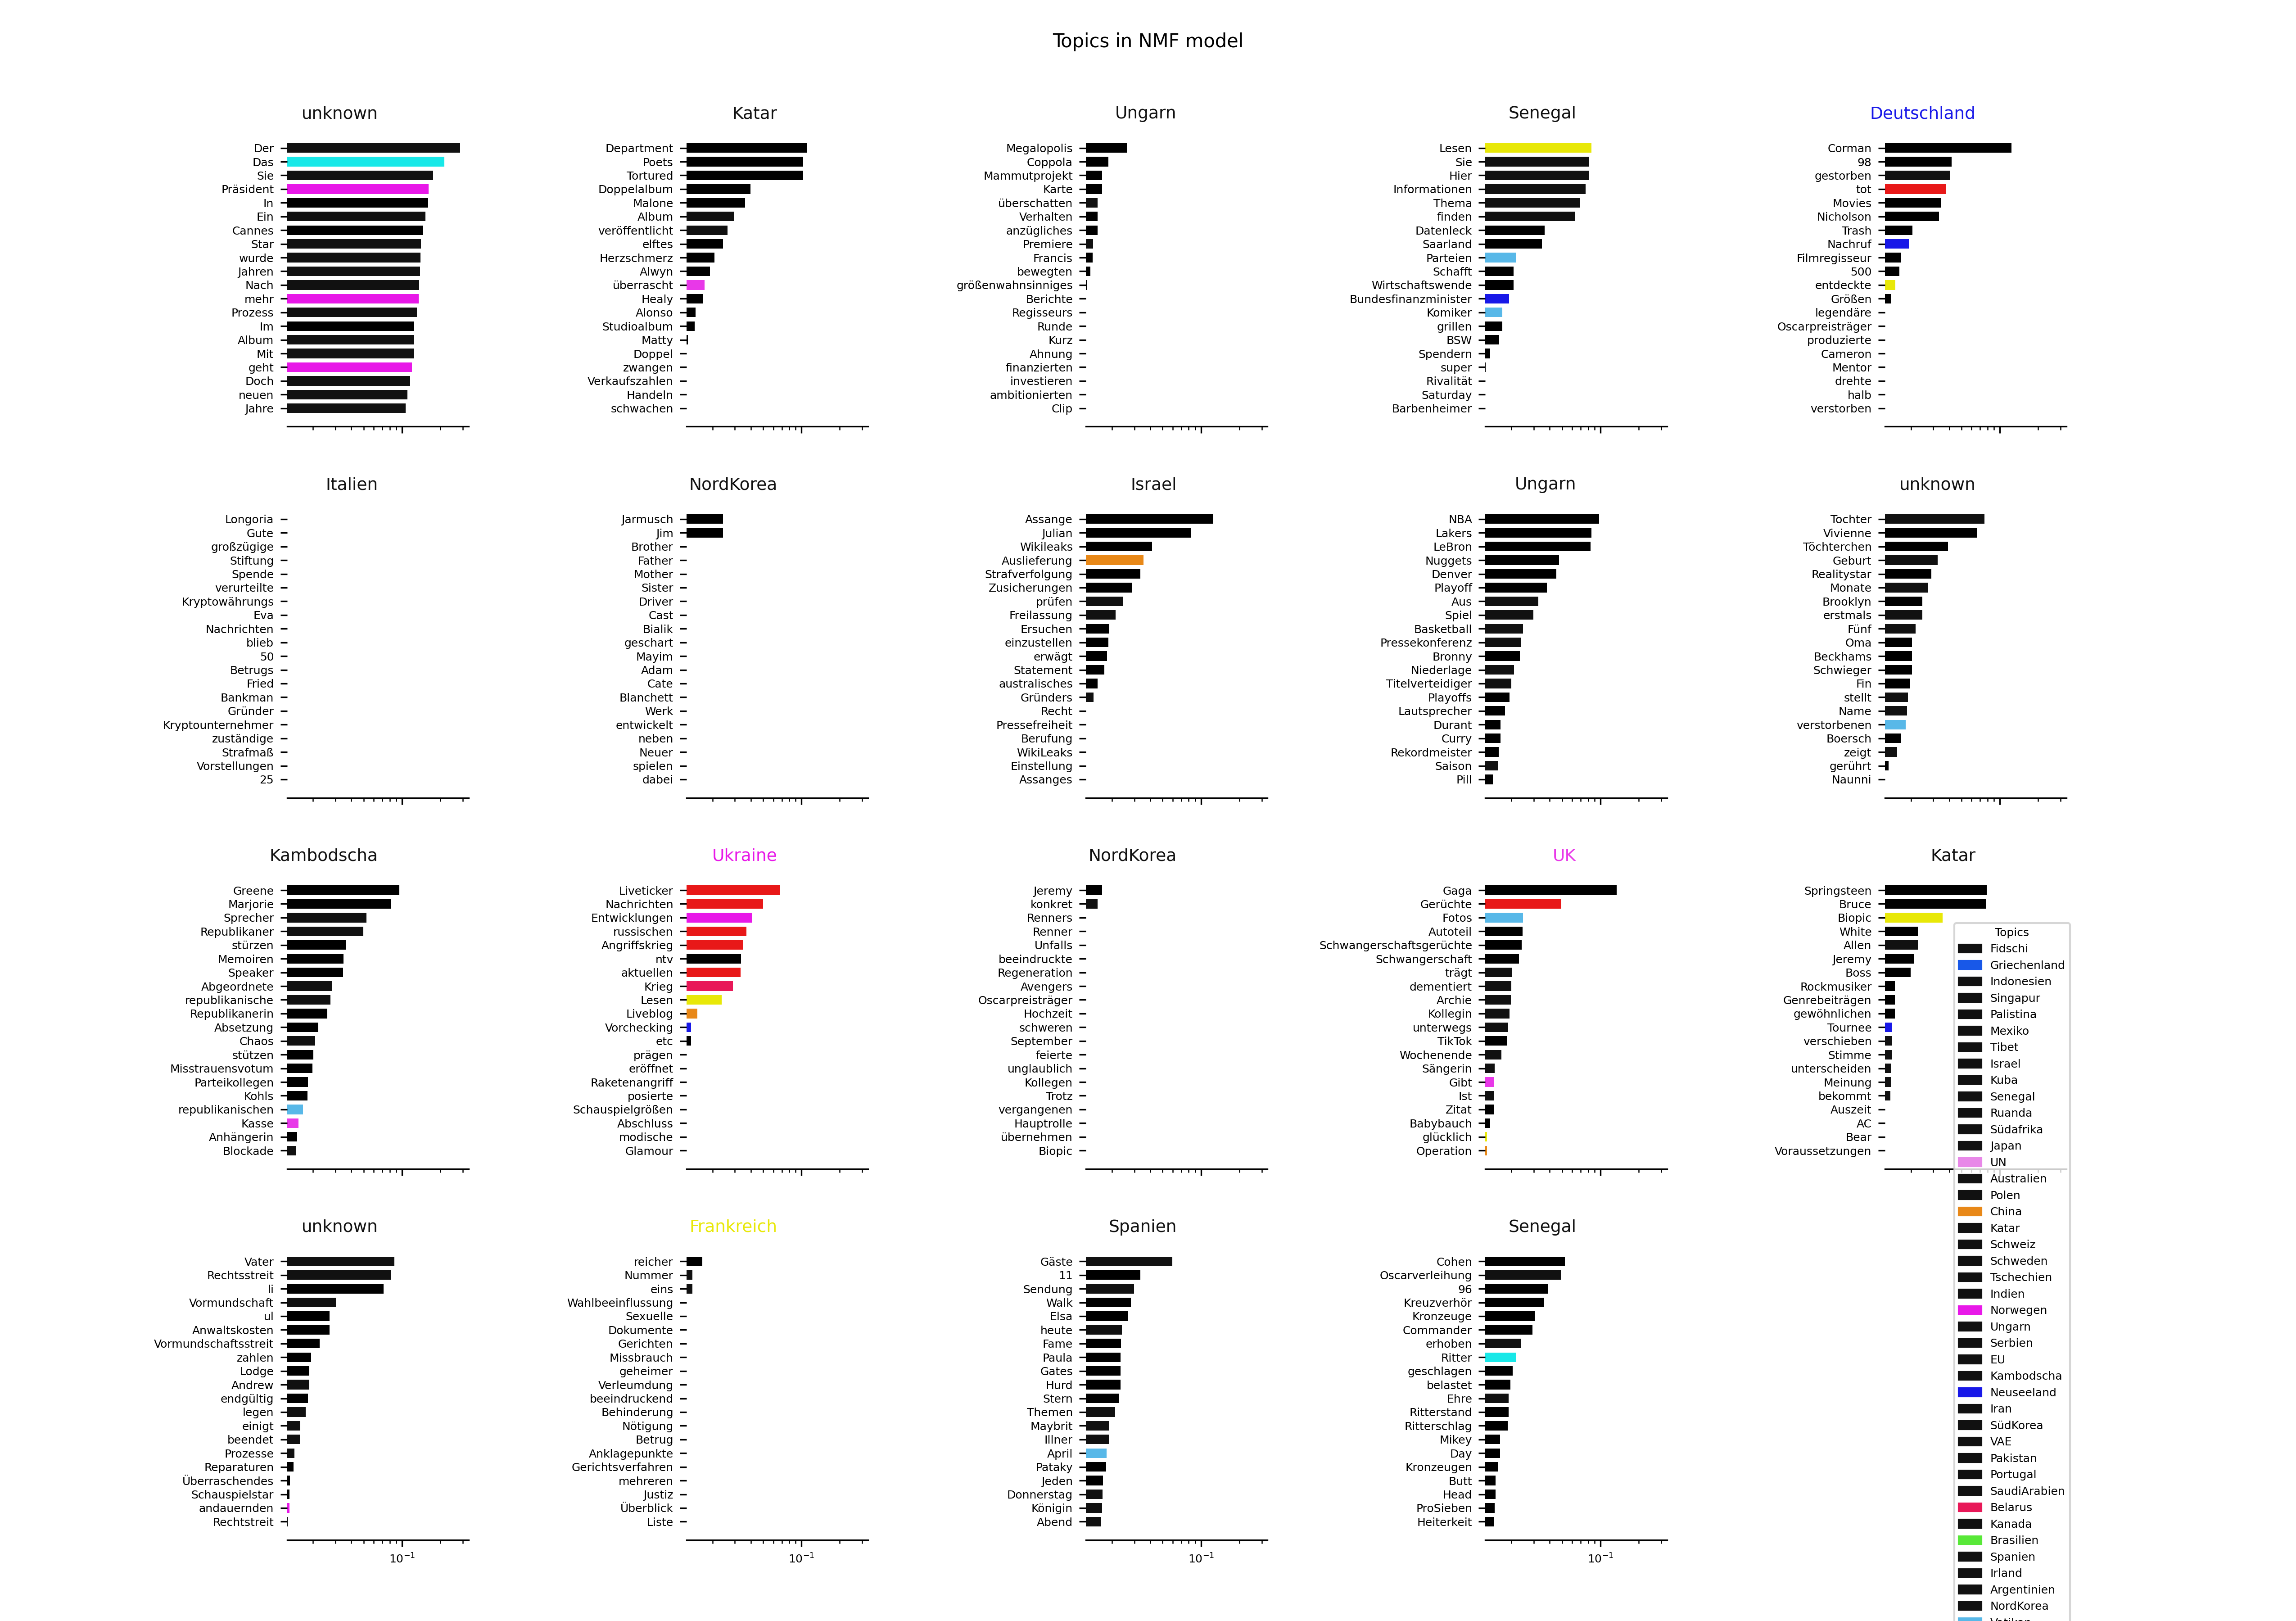 Topics in NMF model
unknown
Der
Das
Sie
Präsident
In
Ein
Cannes
Star
wurde
Jahren
Nach
mehr
Prozess
Im
Album
Mit
geht
Doch
neuen
Jahre
Katar
Department
Poets
Tortured
Doppelalbum
Malone
Album
veröffentlicht
elftes
Herzschmerz
Alwyn
überrascht
Healy
Alonso
Studioalbum
Matty
Doppel
zwangen
Verkaufszahlen
Handeln
schwachen
Ungarn
Megalopolis
Coppola
Mammutprojekt
Karte
überschatten
Verhalten
anzügliches
Premiere
Francis
bewegten
größenwahnsinniges
Berichte
Regisseurs
Runde
Kurz
Ahnung
finanzierten
investieren
ambitionierten
Clip
Senegal
Lesen
Sie
Hier
Informationen
Thema
finden
Datenleck
Saarland
Parteien
Schafft
Wirtschaftswende
Bundesfinanzminister
Komiker
grillen
BSW
Spendern
super
Rivalität
Saturday
Barbenheimer
Deutschland
Corman
98
gestorben
tot
Movies
Nicholson
Trash
Nachruf
Filmregisseur
500
entdeckte
Größen
legendäre
Oscarpreisträger
produzierte
Cameron
Mentor
drehte
halb
verstorben
Italien
Longoria
Gute
großzügige
Stiftung
Spende
verurteilte
Kryptowährungs
Eva
Nachrichten
blieb
50
Betrugs
Fried
Bankman
Gründer
Kryptounternehmer
zuständige
Strafmaß
Vorstellungen
25
NordKorea
Jarmusch
Jim
Brother
Father
Mother
Sister
Driver
Cast
Bialik
geschart
Mayim
Adam
Cate
Blanchett
Werk
entwickelt
neben
Neuer
spielen
dabei
Israel
Assange
Julian
Wikileaks
Auslieferung
Strafverfolgung
Zusicherungen
prüfen
Freilassung
Ersuchen
einzustellen
erwägt
Statement
australisches
Gründers
Recht
Pressefreiheit
Berufung
WikiLeaks
Einstellung
Assanges
Ungarn
NBA
Lakers
LeBron
Nuggets
Denver
Playoff
Aus
Spiel
Basketball
Pressekonferenz
Bronny
Niederlage
Titelverteidiger
Playoffs
Lautsprecher
Durant
Curry
Rekordmeister
Saison
Pill
unknown
Tochter
Vivienne
Töchterchen
Geburt
Realitystar
Monate
Brooklyn
erstmals
Fünf
Oma
Beckhams
Schwieger
Fin
stellt
Name
verstorbenen
Boersch
zeigt
gerührt
Naunni
Kambodscha
Greene
Marjorie
Sprecher
Republikaner
stürzen
Memoiren
Speaker
Abgeordnete
republikanische
Republikanerin
Absetzung
Chaos
stützen
Misstrauensvotum
Parteikollegen
Kohls
republikanischen
Kasse
Anhängerin
Blockade
Ukraine
Liveticker
Nachrichten
Entwicklungen
russischen
Angriffskrieg
ntv
aktuellen
Krieg
Lesen
Liveblog
Vorchecking
etc
prägen
eröffnet
Raketenangriff
posierte
Schauspielgrößen
Abschluss
modische
Glamour
NordKorea
Jeremy
konkret
Renners
Renner
Unfalls
beeindruckte
Regeneration
Avengers
Oscarpreisträger
Hochzeit
schweren
September
feierte
unglaublich
Kollegen
Trotz
vergangenen
Hauptrolle
übernehmen
Biopic
UK
Gaga
Gerüchte
Fotos
Autoteil
Schwangerschaftsgerüchte
Schwangerschaft
trägt
dementiert
Archie
Kollegin
unterwegs
TikTok
Wochenende
Sängerin
Gibt
Ist
Zitat
Babybauch
glücklich
Operation
Katar
Springsteen
Bruce
Biopic
White
Allen
Jeremy
Boss
Rockmusiker
Genrebeiträgen
gewöhnlichen
Tournee
verschieben
Stimme
unterscheiden
Meinung
bekommt
Auszeit
AC
Bear
Voraussetzungen
unknown
Vater
Rechtsstreit
li
Vormundschaft
ul
Anwaltskosten
Vormundschaftsstreit
zahlen
Lodge
Andrew
endgültig
legen
einigt
beendet
Prozesse
Reparaturen
Überraschendes
Schauspielstar
andauernden
Rechtstreit
10⁻¹
Frankreich
reicher
Nummer
eins
Wahlbeeinflussung
Sexuelle
Dokumente
Gerichten
Missbrauch
geheimer
Verleumdung
beeindruckend
Behinderung
Nötigung
Betrug
Anklagepunkte
Gerichtsverfahren
mehreren
Justiz
Überblick
Liste
10⁻¹
Spanien
Gäste
11
Sendung
Walk
Elsa
heute
Fame
Paula
Gates
Hurd
Stern
Themen
Maybrit
Illner
April
Pataky
Jeden
Donnerstag
Königin
Abend
10⁻¹
Senegal
Cohen
Oscarverleihung
96
Kreuzverhör
Kronzeuge
Commander
erhoben
Ritter
geschlagen
belastet
Ehre
Ritterstand
Ritterschlag
Mikey
Day
Kronzeugen
Butt
Head
ProSieben
Heiterkeit
10⁻¹
Topics
Fidschi
Griechenland
Indonesien
Singapur
Palistina
Mexiko
Tibet
Israel
Kuba
Senegal
Ruanda
Südafrika
Japan
UN
Australien
Polen
China
Katar
Schweiz
Schweden
Tschechien
Indien
Norwegen
Ungarn
Serbien
EU
Kambodscha
Neuseeland
Iran
SüdKorea
VAE
Pakistan
Portugal
SaudiArabien
Belarus
Kanada
Brasilien
Spanien
Irland
Argentinien
NordKorea